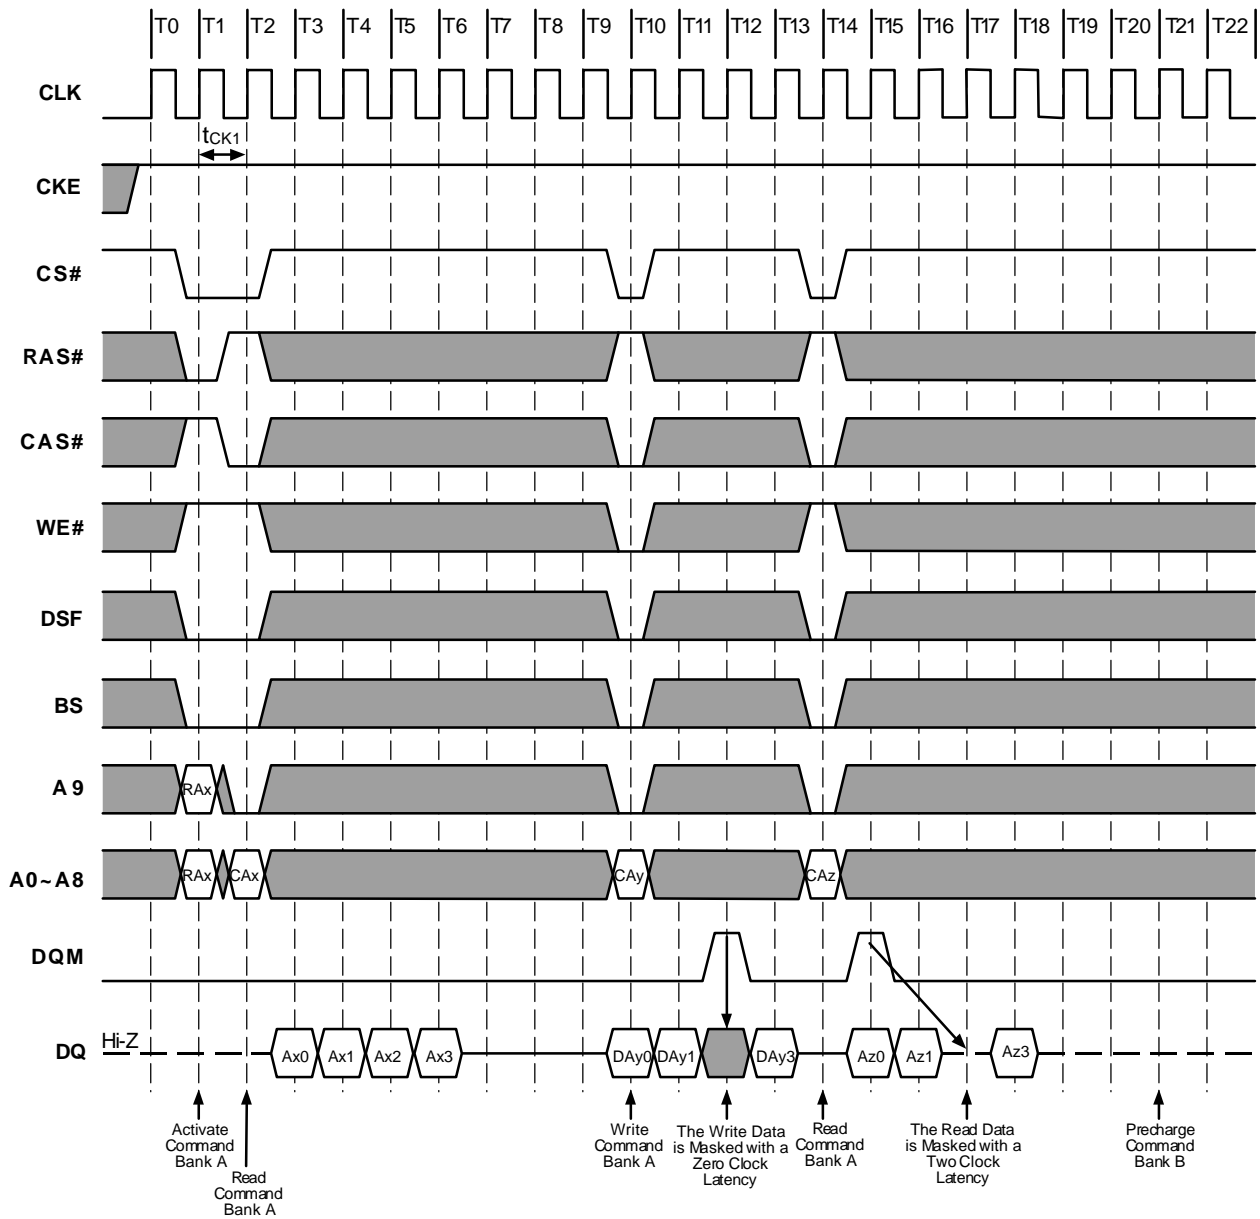 T0 T1 T2 T3 T4 T5 T6 T7 T8 T9 T10 T11 T12 T13 T14 T15 T16 T17 T18 T19 T20 T21 T22
CLK
tCK1
CKE
CS#
RAS#
CAS#
WE#
DSF
BS
A9
RAx
A0~A8
RAx CAx CAy CAz
DQM
DQ
Hi-Z
Ax0 Ax1 Ax2 Ax3 DAy0 DAy1 DAy3 Az0 Az1 Az3
Activate
Command
Bank A
Read
Command
Bank A
Write
Command
Bank A
The Write Data
is Masked with a
Zero Clock
Latency
Read
Command
Bank A
The Read Data
is Masked with a
Two Clock
Latency
Precharge
Command
Bank B